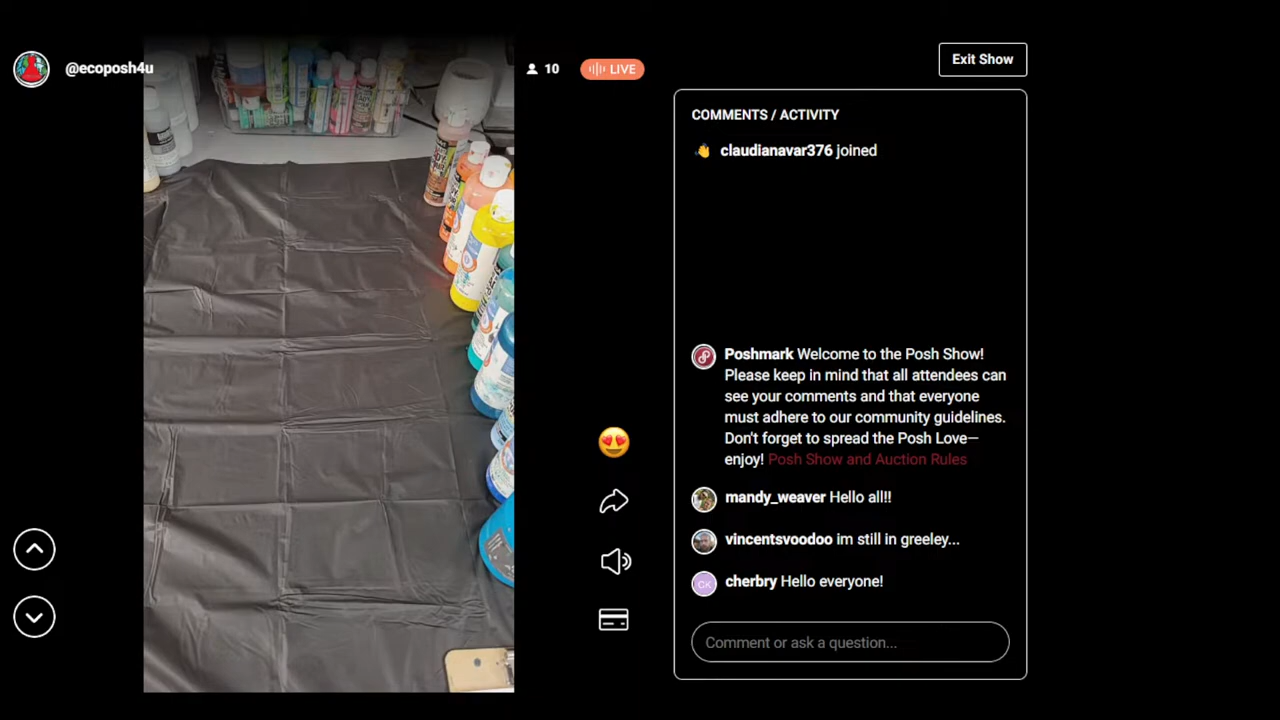 @ecoposh4u
10
LIVE
Exit Show
COMMENTS / ACTIVITY
claudianavar376 joined
Poshmark Welcome to the Posh Show!
Please keep in mind that all attendees can
see your comments and that everyone
must adhere to our community guidelines.
Don't forget to spread the Posh Love—
enjoy! Posh Show and Auction Rules
mandy_weaver Hello all!!
vincentsvoodoo im still in greeley...
CK
cherbry Hello everyone!
Comment or ask a question...